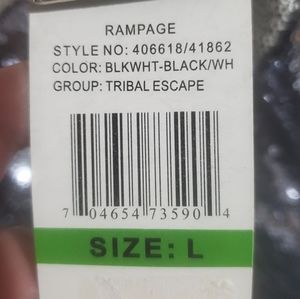 RAMPAGE
STYLE NO: 406618/41862
COLOR: BLKWHT-BLACK/WH
GROUP: TRIBAL ESCAPE
7 04654 73590 4
SIZE: L